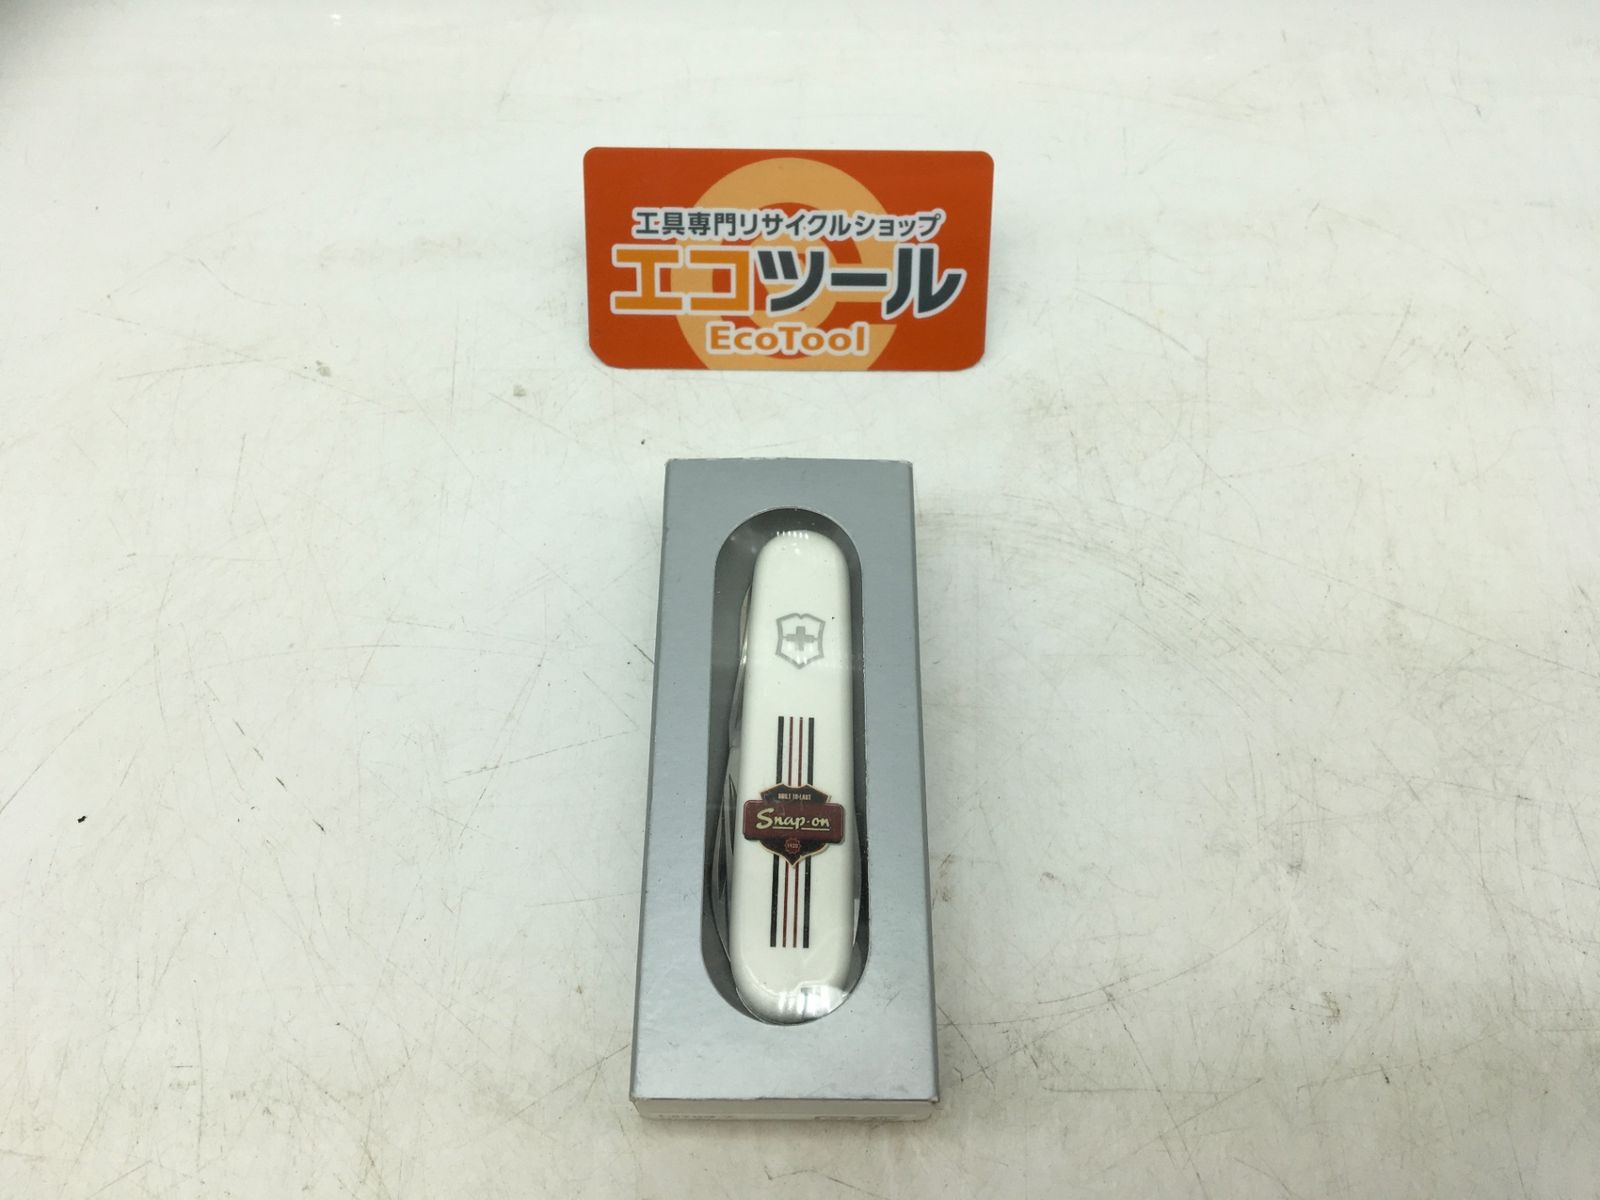 工具専門リサイクルショップ
エコツール
EcoTool
BUILT TO LAST
Snap-on
1920